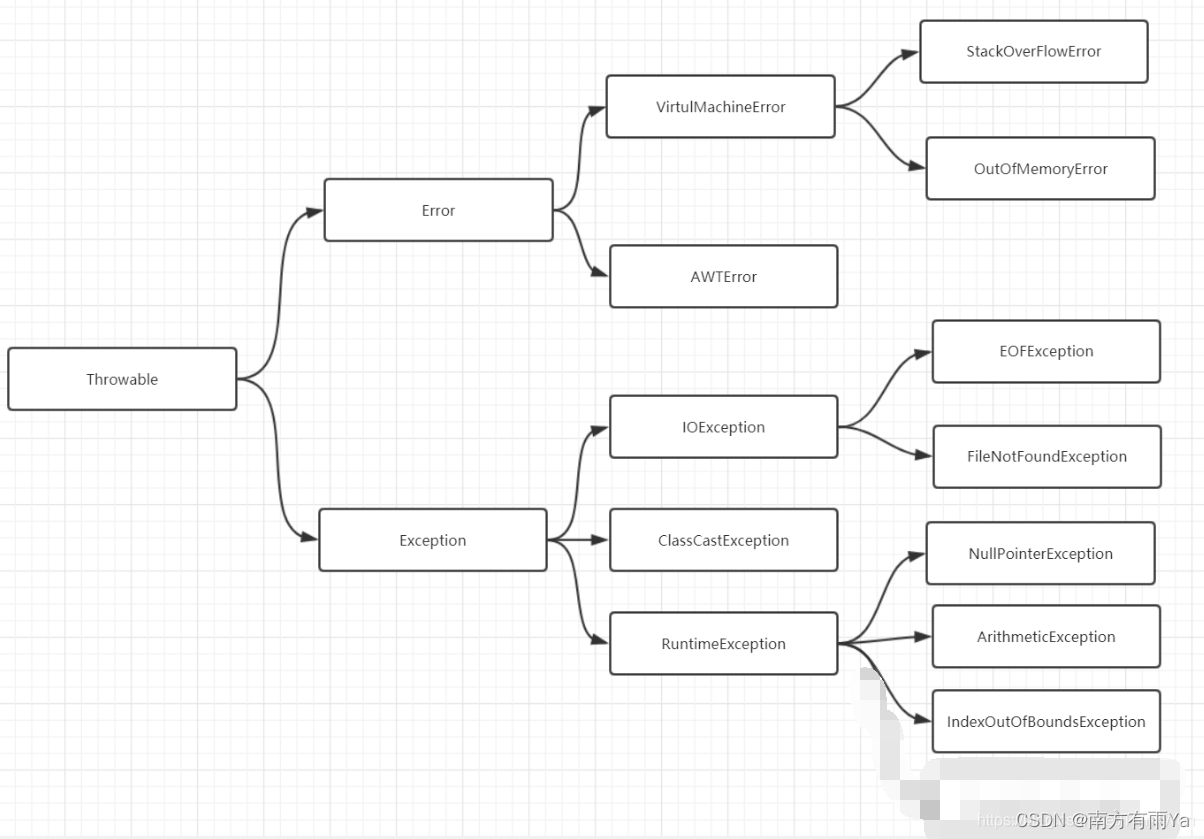 StackOverFlowError
VirtulMachineError
OutOfMemoryError
Error
AWTError
Throwable
EOFException
IOException
FileNotFoundException
Exception
ClassCastException
NullPointerException
RuntimeException
ArithmeticException
IndexOutOfBoundsException
CSDN @南方有雨Ya